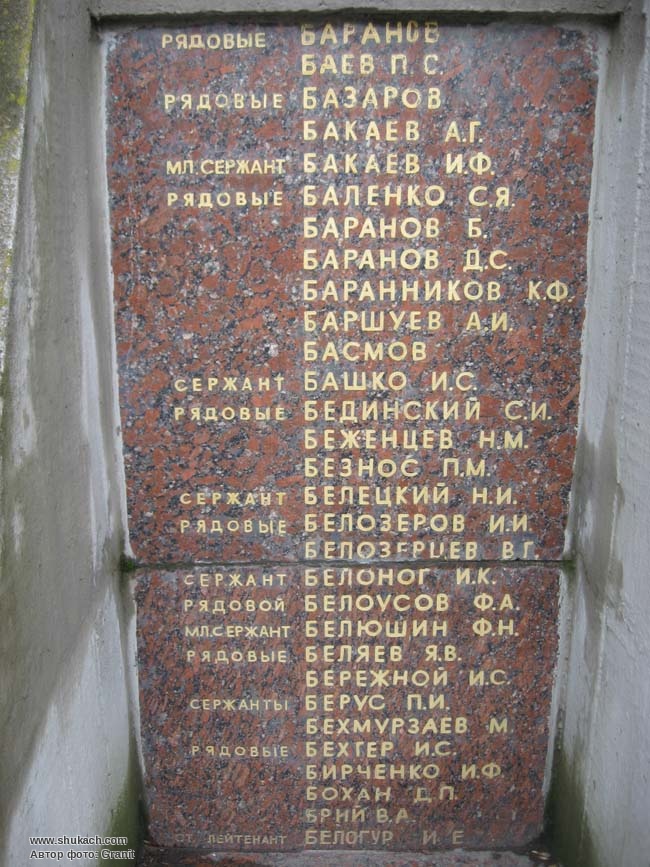 РЯДОВЫЕ БАРАНОВ
БАЕВ П.С.
РЯДОВЫЕ БАЗАРОВ
БАКАЕВ А.Г.
МЛ.СЕРЖАНТ БАКАЕВ И.Ф.
РЯДОВЫЕ БАЛЕНКО С.Я.
БАРАНОВ Б.
БАРАНОВ Д.С.
БАРАННИКОВ К.Ф.
БАРШУЕВ А.И.
БАСМОВ
СЕРЖАНТ БАШКО И.С.
РЯДОВЫЕ БЕДИНСКИЙ С.И.
БЕЖЕНЦЕВ Н.М.
БЕЗНОС П.М.
СЕРЖАНТ БЕЛЕЦКИЙ Н.И.
РЯДОВЫЕ БЕЛОЗЕРОВ И.И.
БЕЛОЗЕРЦЕВ В.Г.
СЕРЖАНТ БЕЛОНОГ И.К.
РЯДОВОЙ БЕЛОУСОВ Ф.А.
МЛ.СЕРЖАНТ БЕЛЮШИН Ф.Н.
РЯДОВЫЕ БЕЛЯЕВ Я.В.
БЕРЕЖНОЙ И.С.
СЕРЖАНТЫ БЕРУС П.И.
БЕХМУРЗАЕВ М.
РЯДОВЫЕ БЕХТЕР И.С.
БИРЧЕНКО И.Ф.
БОХАН Д.П.
БРИЙ В.А.
СТ. ЛЕЙТЕНАНТ БЕЛОГУР И.Е.
www.shukach.com
Автор фото: Granit